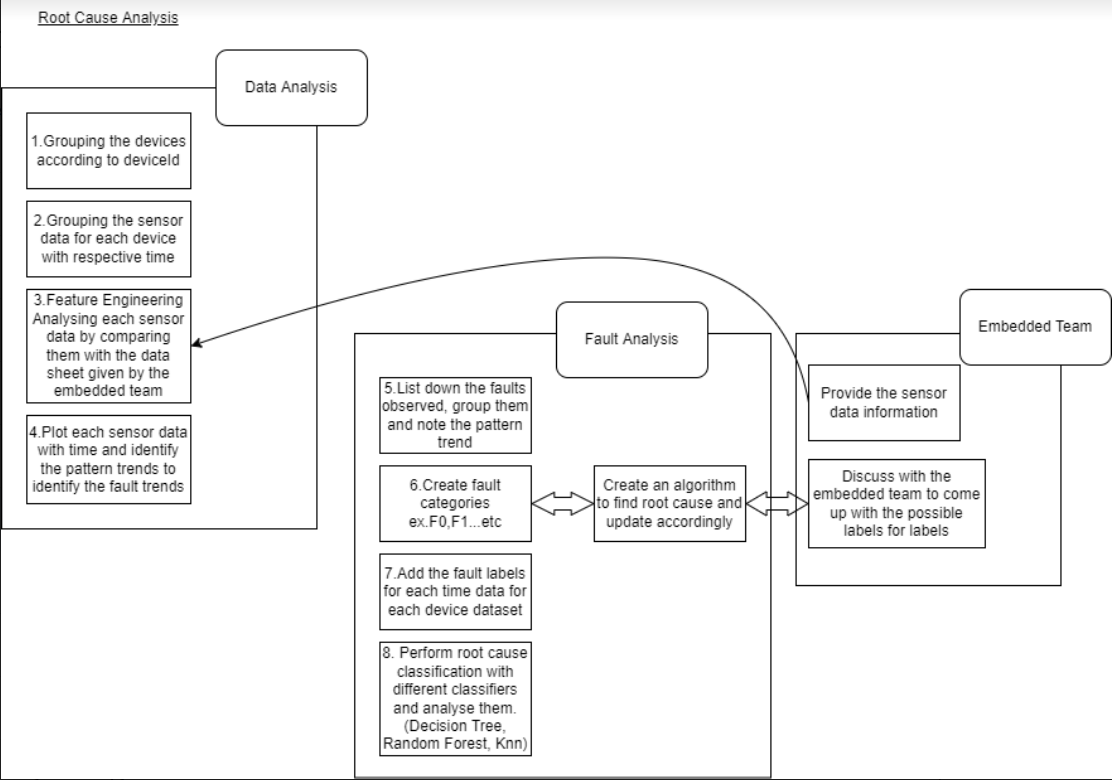 Root Cause Analysis
Data Analysis
1.Grouping the devices
according to deviceId
2.Grouping the sensor
data for each device
with respective time
3.Feature Engineering
Analysing each sensor
data by comparing
them with the data
sheet given by the
embedded team
4.Plot each sensor data
with time and identify
the pattern trends to
identify the fault trends
Fault Analysis
5.List down the faults
observed, group them
and note the pattern
trend
6.Create fault
categories
ex.F0,F1...etc
Create an algorithm
to find root cause and
update accordingly
7.Add the fault labels
for each time data for
each device dataset
8. Perform root cause
classification with
different classifiers
and analyse them.
(Decision Tree,
Random Forest, Knn)
Embedded Team
Provide the sensor
data information
Discuss with the
embedded team to come
up with the possible
labels for labels